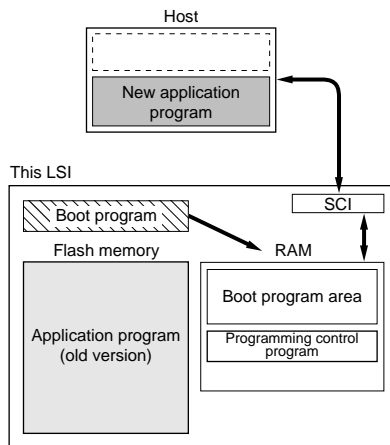 Host
New application
program
This LSI
SCI
Boot program
Flash memory
RAM
Application program
(old version)
Boot program area
Programming control
program